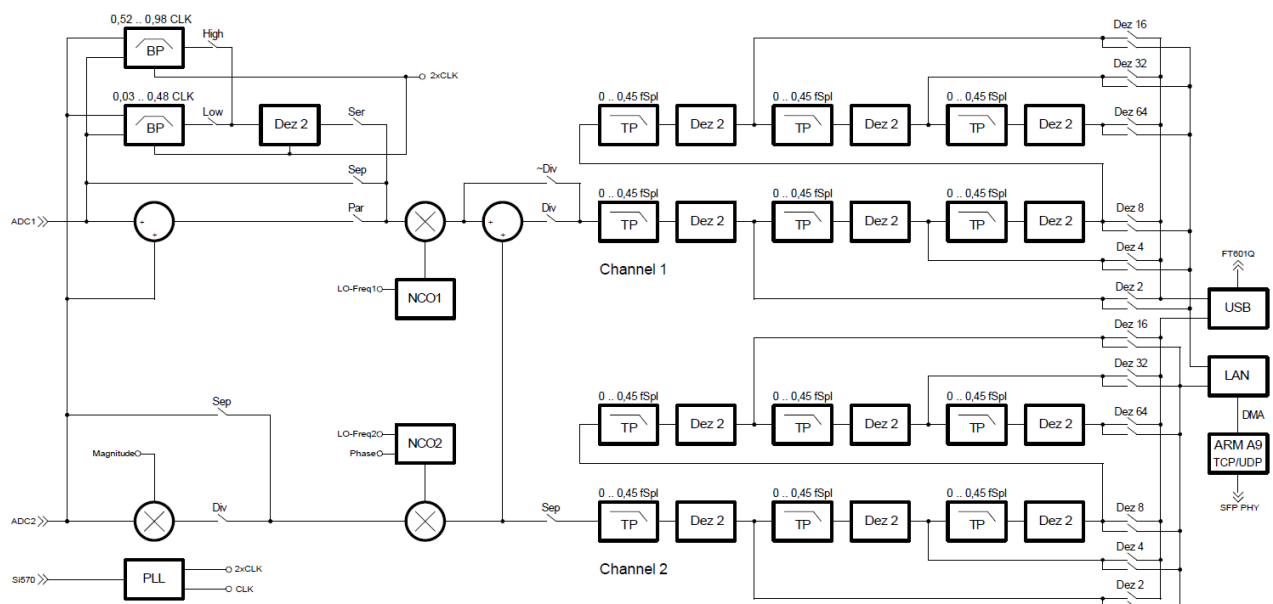 0,52 .. 0,98 CLK
BP
High
2xCLK
0,03 .. 0,48 CLK
BP
Low
Dez 2
Ser
Sep
ADC1
+
+
Par
~Div
+
+
Div
LO-Freq1
NCO1
0 .. 0,45 fSpl
TP
Dez 2
0 .. 0,45 fSpl
TP
Dez 2
0 .. 0,45 fSpl
TP
Dez 2
Dez 16
Dez 32
Dez 64
0 .. 0,45 fSpl
TP
Dez 2
0 .. 0,45 fSpl
TP
Dez 2
0 .. 0,45 fSpl
TP
Dez 2
Dez 8
Dez 4
Dez 2
Channel 1
FT601Q
USB
LAN
DMA
ARM A9
TCP/UDP
SFP PHY
Sep
LO-Freq2
Phase
NCO2
Magnitude
ADC2
Div
Sep
Si570
PLL
2xCLK
CLK
0 .. 0,45 fSpl
TP
Dez 2
0 .. 0,45 fSpl
TP
Dez 2
0 .. 0,45 fSpl
TP
Dez 2
Dez 16
Dez 32
Dez 64
0 .. 0,45 fSpl
TP
Dez 2
0 .. 0,45 fSpl
TP
Dez 2
0 .. 0,45 fSpl
TP
Dez 2
Dez 8
Dez 4
Dez 2
Channel 2